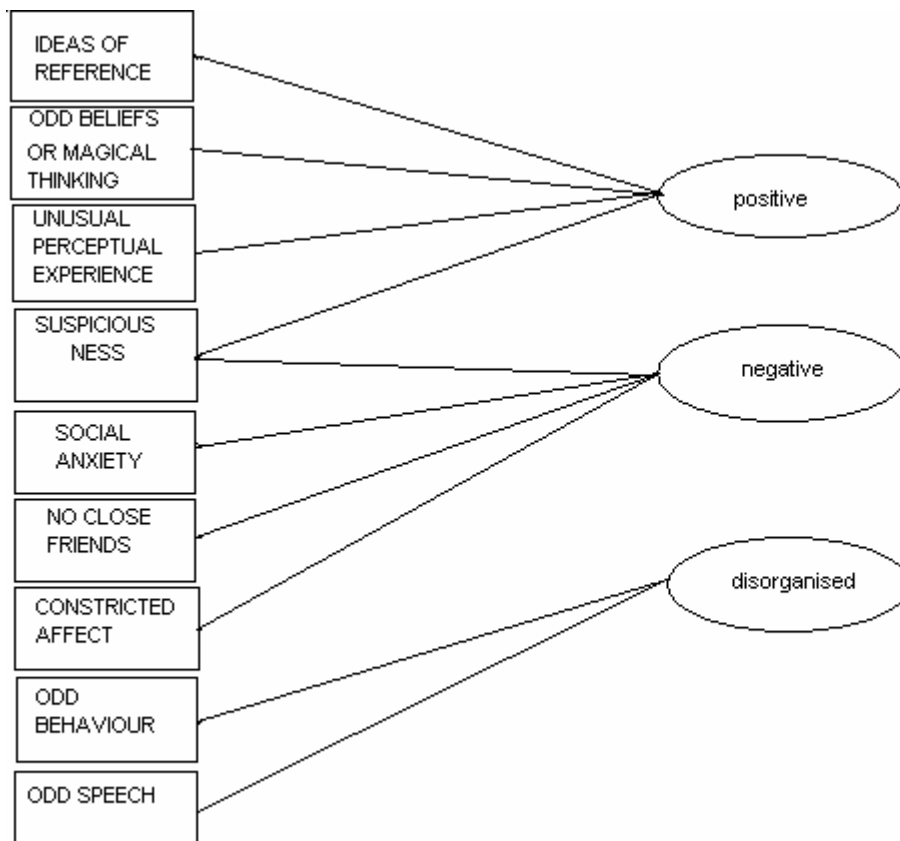 IDEAS OF
REFERENCE
ODD BELIEFS
OR MAGICAL
THINKING
UNUSUAL
PERCEPTUAL
EXPERIENCE
SUSPICIOUS
NESS
SOCIAL
ANXIETY
NO CLOSE
FRIENDS
CONSTRICTED
AFFECT
ODD
BEHAVIOUR
ODD SPEECH
positive
negative
disorganised